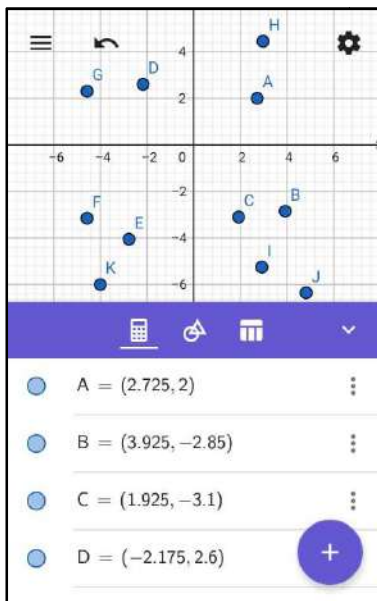 H
4
G
D
A
2
-6
-4
-2
0
2
4
6
-2
F
C
B
E
-4
I
K
-6
J
A = (2.725, 2)
B = (3.925, −2.85)
C = (1.925, −3.1)
D = (−2.175, 2.6)
+